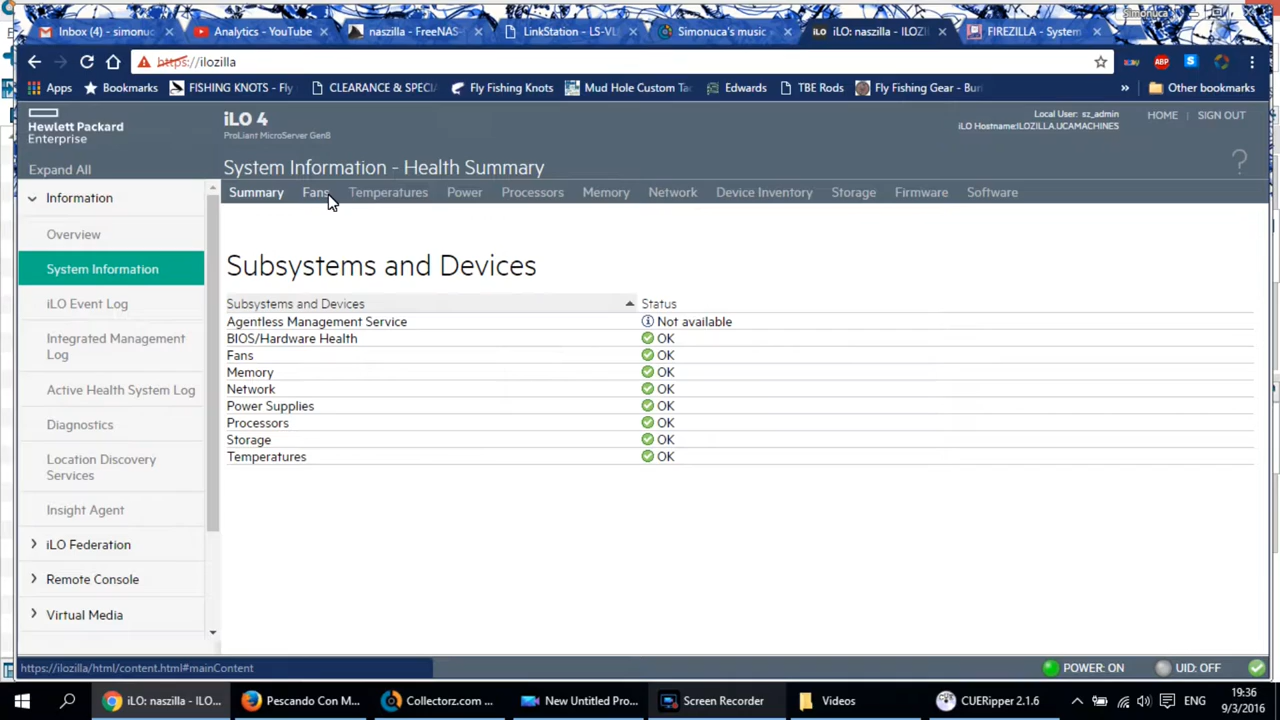 Simonuca
Inbox (4) - simonuc
Analytics - YouTube
naszilla - FreeNAS-
LinkStation - LS-VL
Simonuca's music
iLO: naszilla - ILOZI
FIREZILLA - System
https://ilozilla
Apps
Bookmarks
FISHING KNOTS - Fly
CLEARANCE & SPECIA
Fly Fishing Knots
Mud Hole Custom Ta
Edwards
TBE Rods
Fly Fishing Gear - Buri
»
Other bookmarks
ABP
Hewlett Packard
Enterprise
iLO 4
ProLiant MicroServer Gen8
Local User: sz_admin
iLO Hostname:ILOZILLA.UCAMACHINES
HOME | SIGN OUT
?
Expand All
System Information - Health Summary
Summary Fans Temperatures Power Processors Memory Network Device Inventory Storage Firmware Software
Information
Overview
System Information
iLO Event Log
Integrated Management
Log
Active Health System Log
Diagnostics
Location Discovery
Services
Insight Agent
iLO Federation
Remote Console
Virtual Media
Subsystems and Devices
Subsystems and Devices Status
Agentless Management Service Not available
BIOS/Hardware Health OK
Fans OK
Memory OK
Network OK
Power Supplies OK
Processors OK
Storage OK
Temperatures OK
https://ilozilla/html/content.html#mainContent
POWER: ON
UID: OFF
iLO: naszilla - ILO...
Pescando Con M...
Collectorz.com ...
New Untitled Pro...
Screen Recorder
Videos
CUERipper 2.1.6
ENG
19:36
9/3/2016